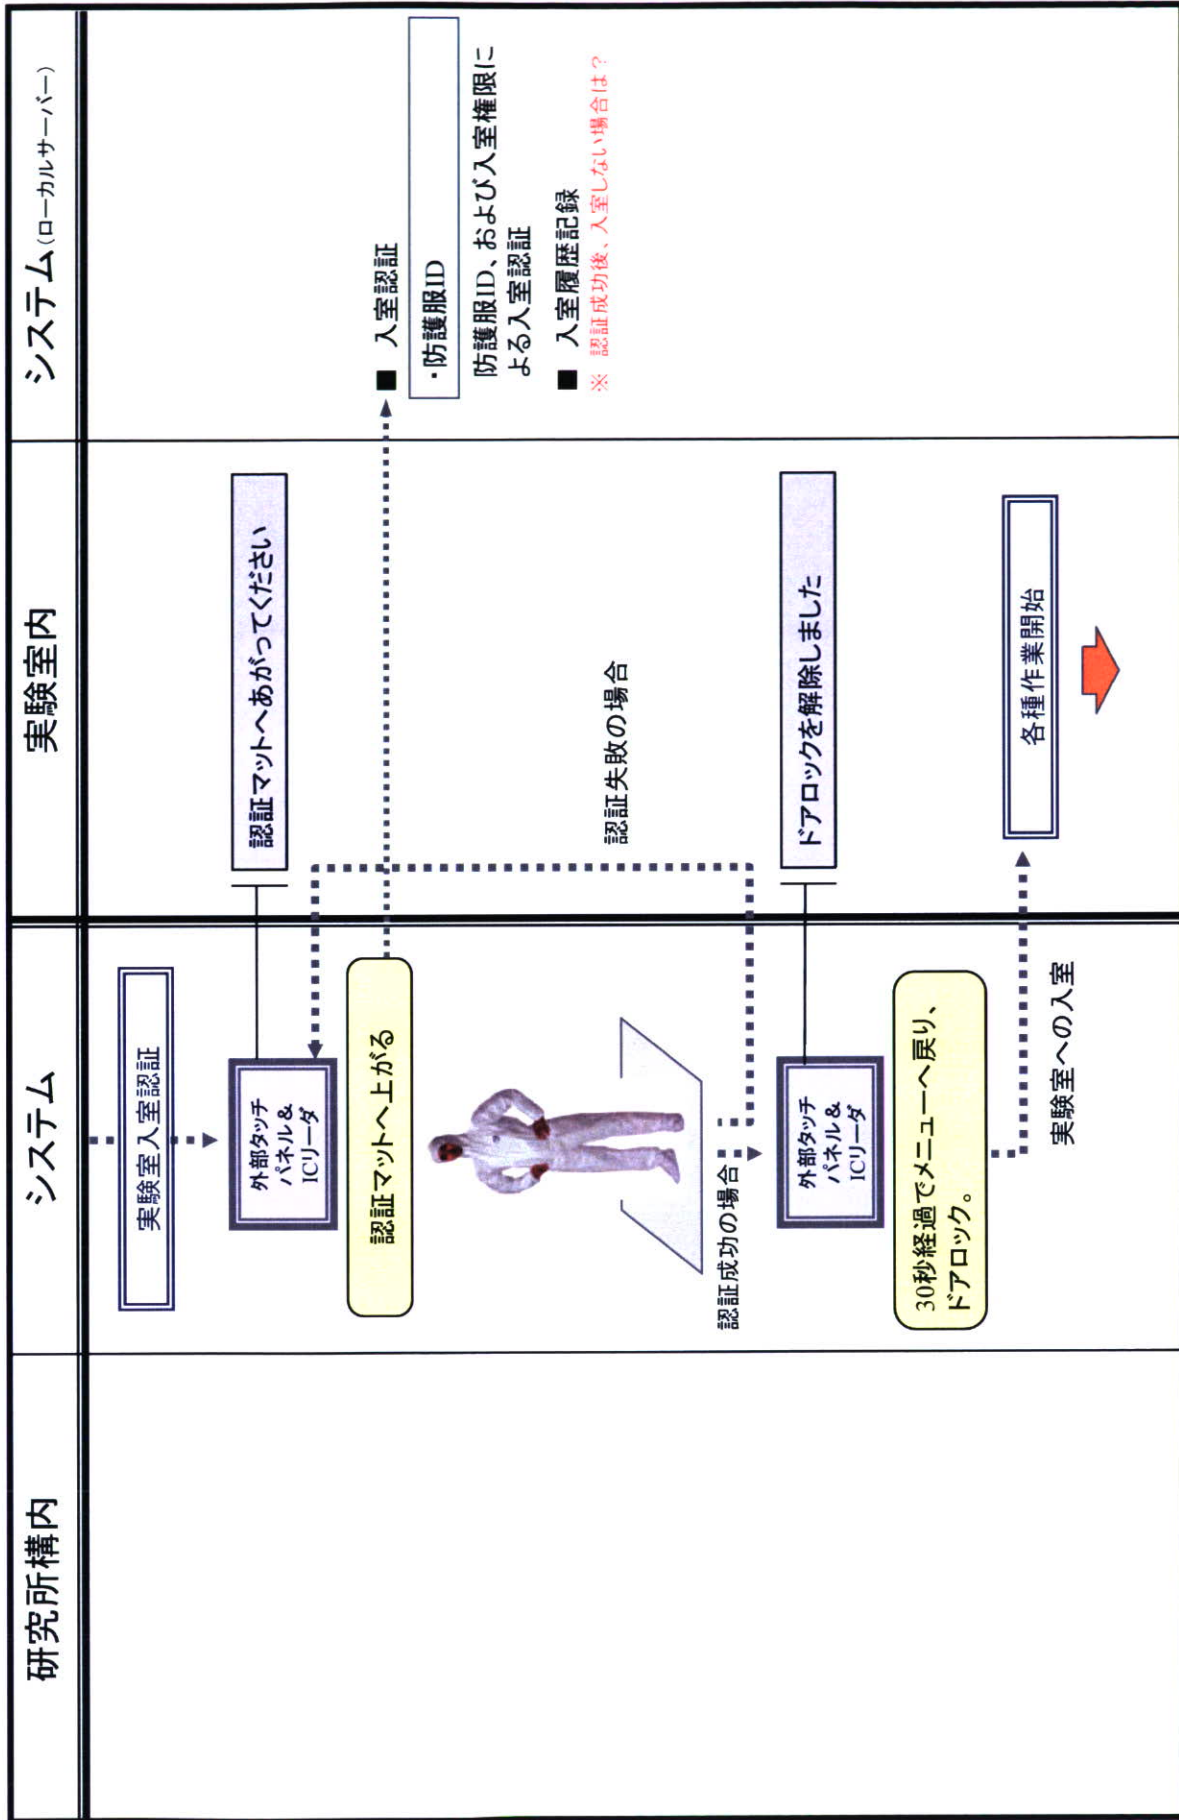 研究所構内
システム
実験室内
システム(ローカルサーバー)
実験室入室認証
外部タッチ
パネル&
ICリーダ
認証マットへあがってください
認証マットへ上がる
■ 入室認証
・防護服ID
防護服ID、および入室権限に
よる入室認証
■ 入室履歴記録
※ 認証成功後、入室しない場合は?
認証失敗の場合
認証成功の場合
外部タッチ
パネル&
ICリーダ
ドアロックを解除しました
30秒経過でメニューへ戻り、
ドアロック。
実験室への入室
各種作業開始